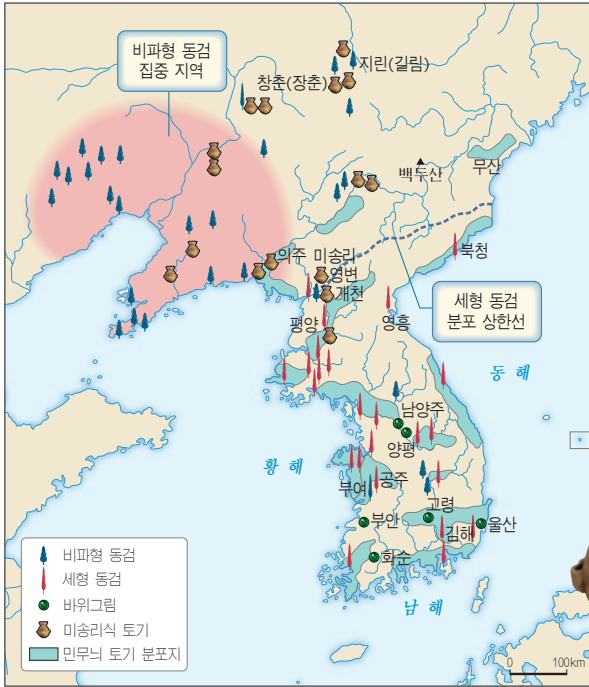 비파형 동검
집중 지역
지린(길림)
창춘(장춘)
백두산
무산
북청
의주 미송리
영변
개천
세형 동검
분포 상한선
평양
영흥
동해
남양주
양평
황해
공주
부여
고령
부안
김해
울산
화순
남해
비파형 동검
세형 동검
바위그림
미송리식 토기
민무늬 토기 분포지
0 100km